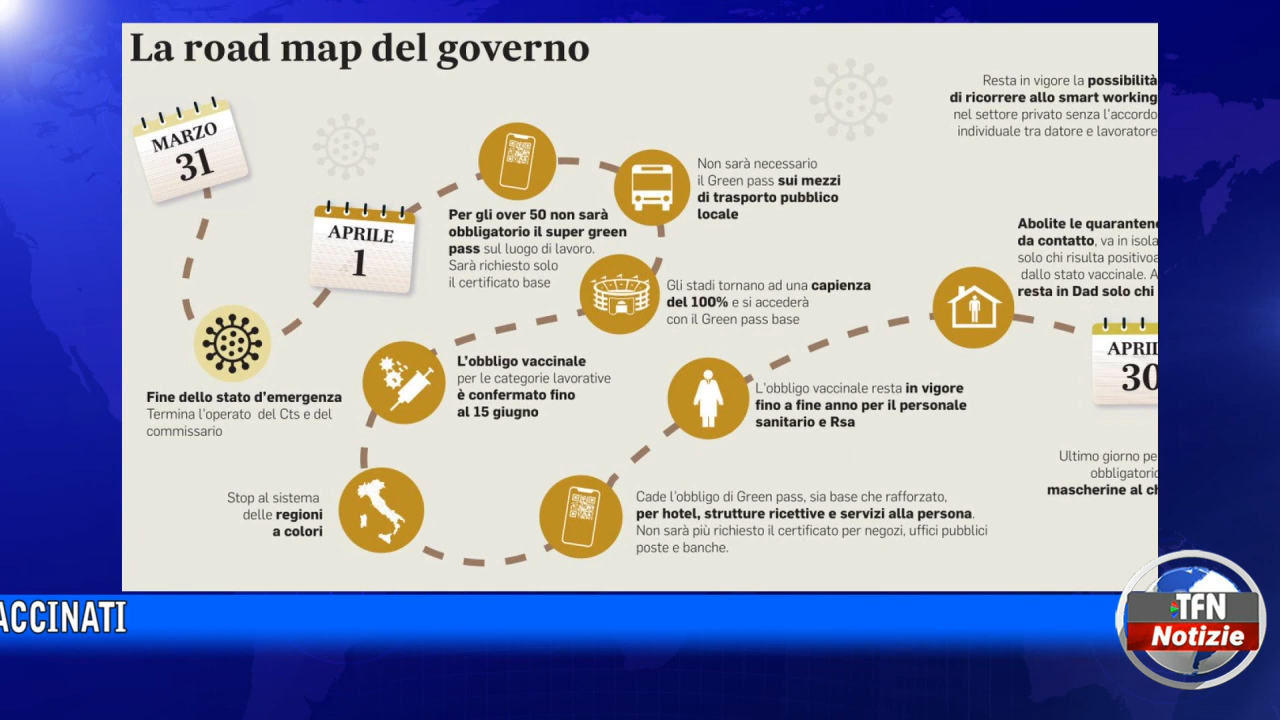 La road map del governo
MARZO
31
Fine dello stato d'emergenza
Termina l'operato del Cts e del
commissario
APRILE
1
Per gli over 50 non sarà
obbligatorio il super green
pass sul luogo di lavoro.
Sarà richiesto solo
il certificato base
Non sarà necessario
il Green pass sui mezzi
di trasporto pubblico
locale
Gli stadi tornano ad una capienza
del 100% e si accederà
con il Green pass base
L'obbligo vaccinale
per le categorie lavorative
è confermato fino
al 15 giugno
Stop al sistema
delle regioni
a colori
Cade l'obbligo di Green pass, sia base che rafforzato,
per hotel, strutture ricettive e servizi alla persona.
Non sarà più richiesto il certificato per negozi, uffici pubblici
poste e banche.
L'obbligo vaccinale resta in vigore
fino a fine anno per il personale
sanitario e Rsa
Abolite le quarantene
da contatto, va in isola
solo chi risulta positivo a
dallo stato vaccinale. A
resta in Dad solo chi
Resta in vigore la possibilità
di ricorrere allo smart working
nel settore privato senza l'accordo
individuale tra datore e lavoratore
APRIL
30
Ultimo giorno pe
obbligatorio
mascherine al ch
ACCINATI
TFN
Notizie